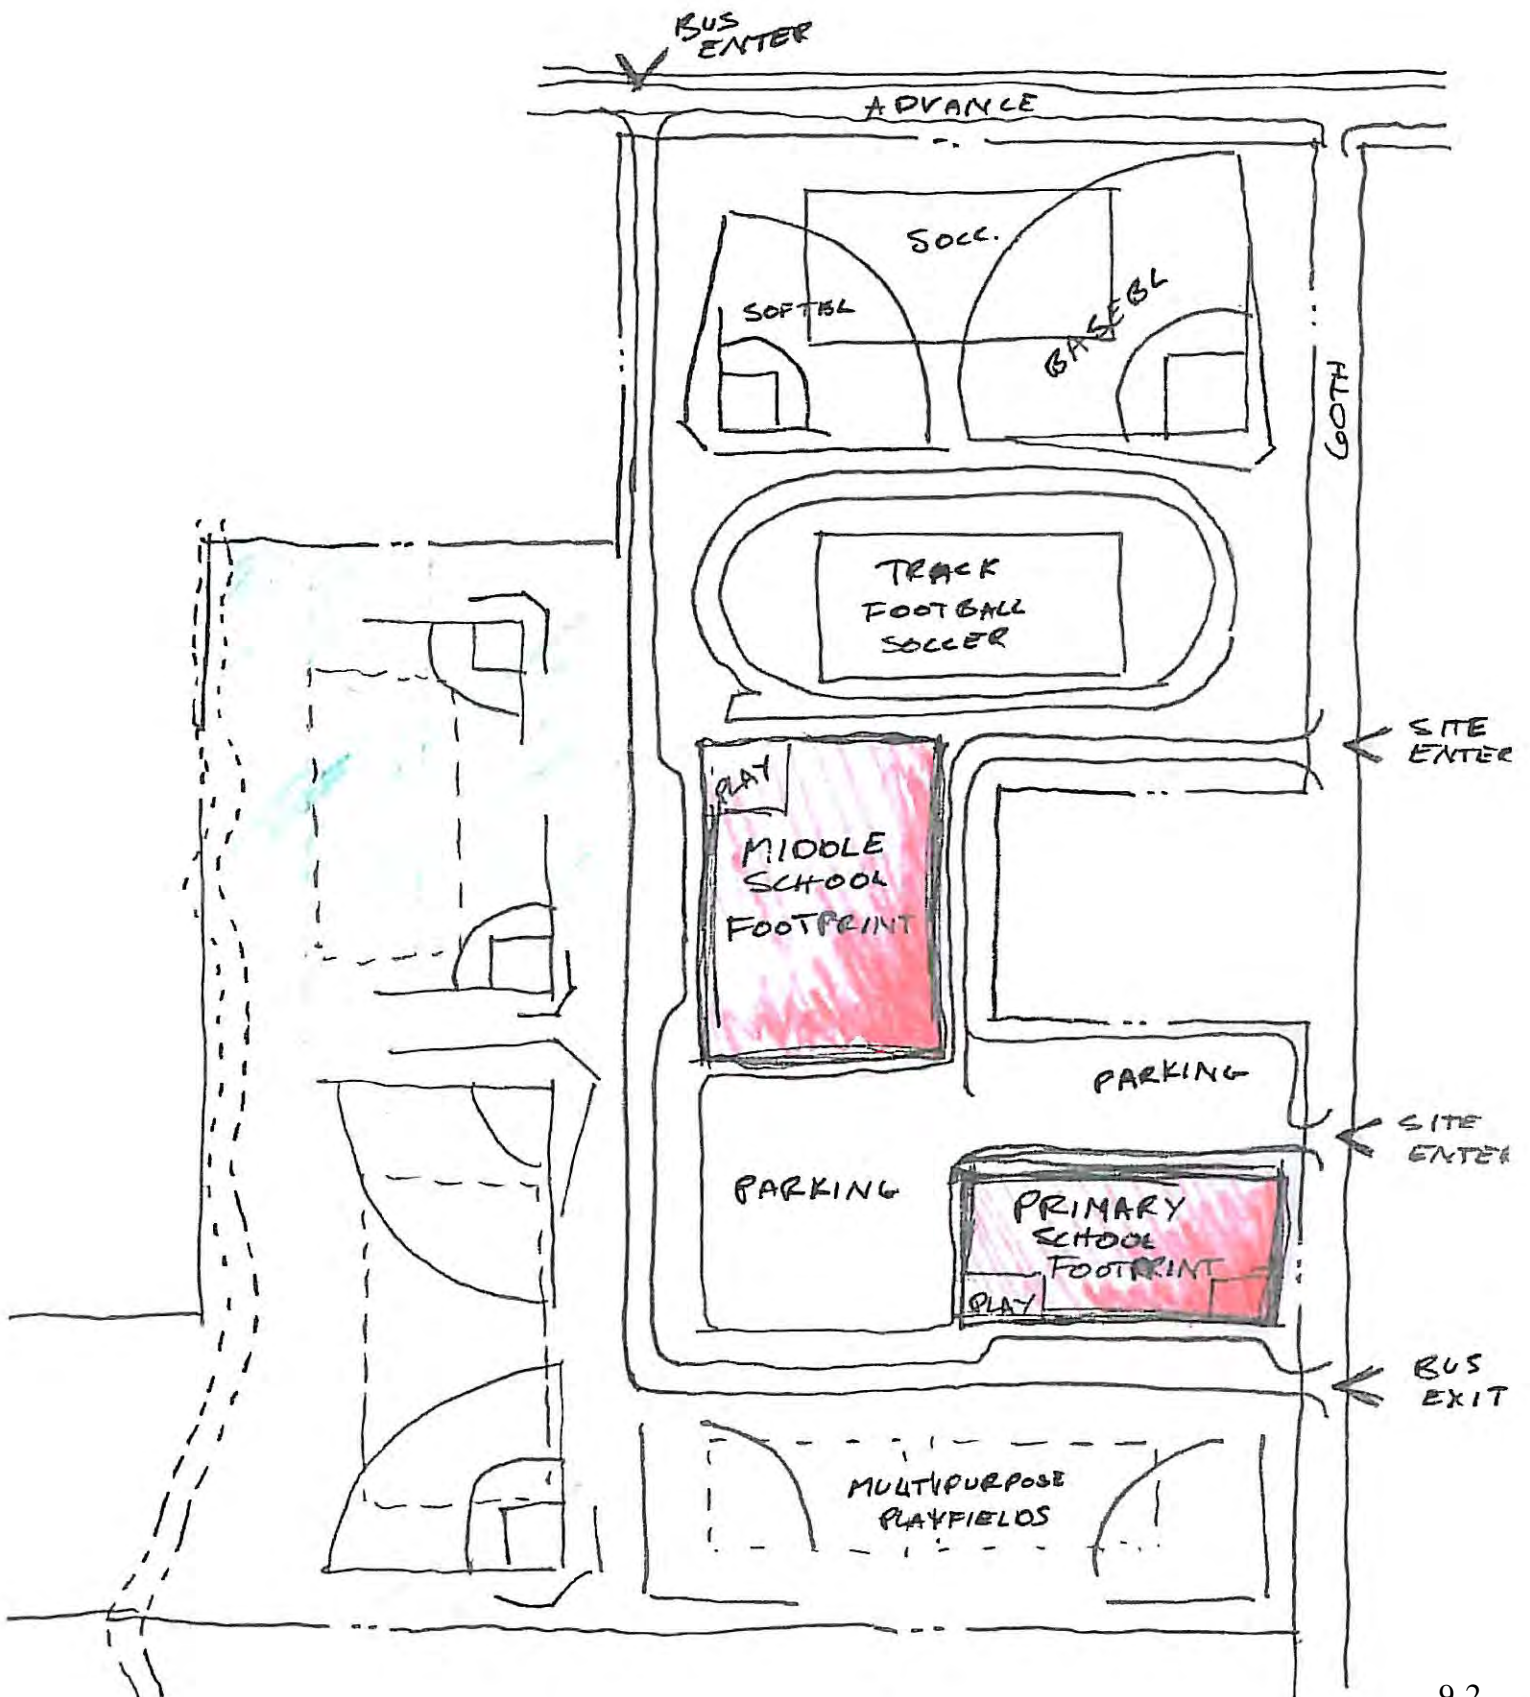 BUS
ENTER
ADVANCE
SOCC.
SOFTBL
BASEBL
60TH
TRACK
FOOTBALL
SOCCER
SITE
ENTER
PLAY
MIDDLE
SCHOOL
FOOTPRINT
PARKING
SITE
ENTER
PARKING
PRIMARY
SCHOOL
FOOTPRINT
PLAY
BUS
EXIT
MULTIPURPOSE
PLAYFIELDS
9.2